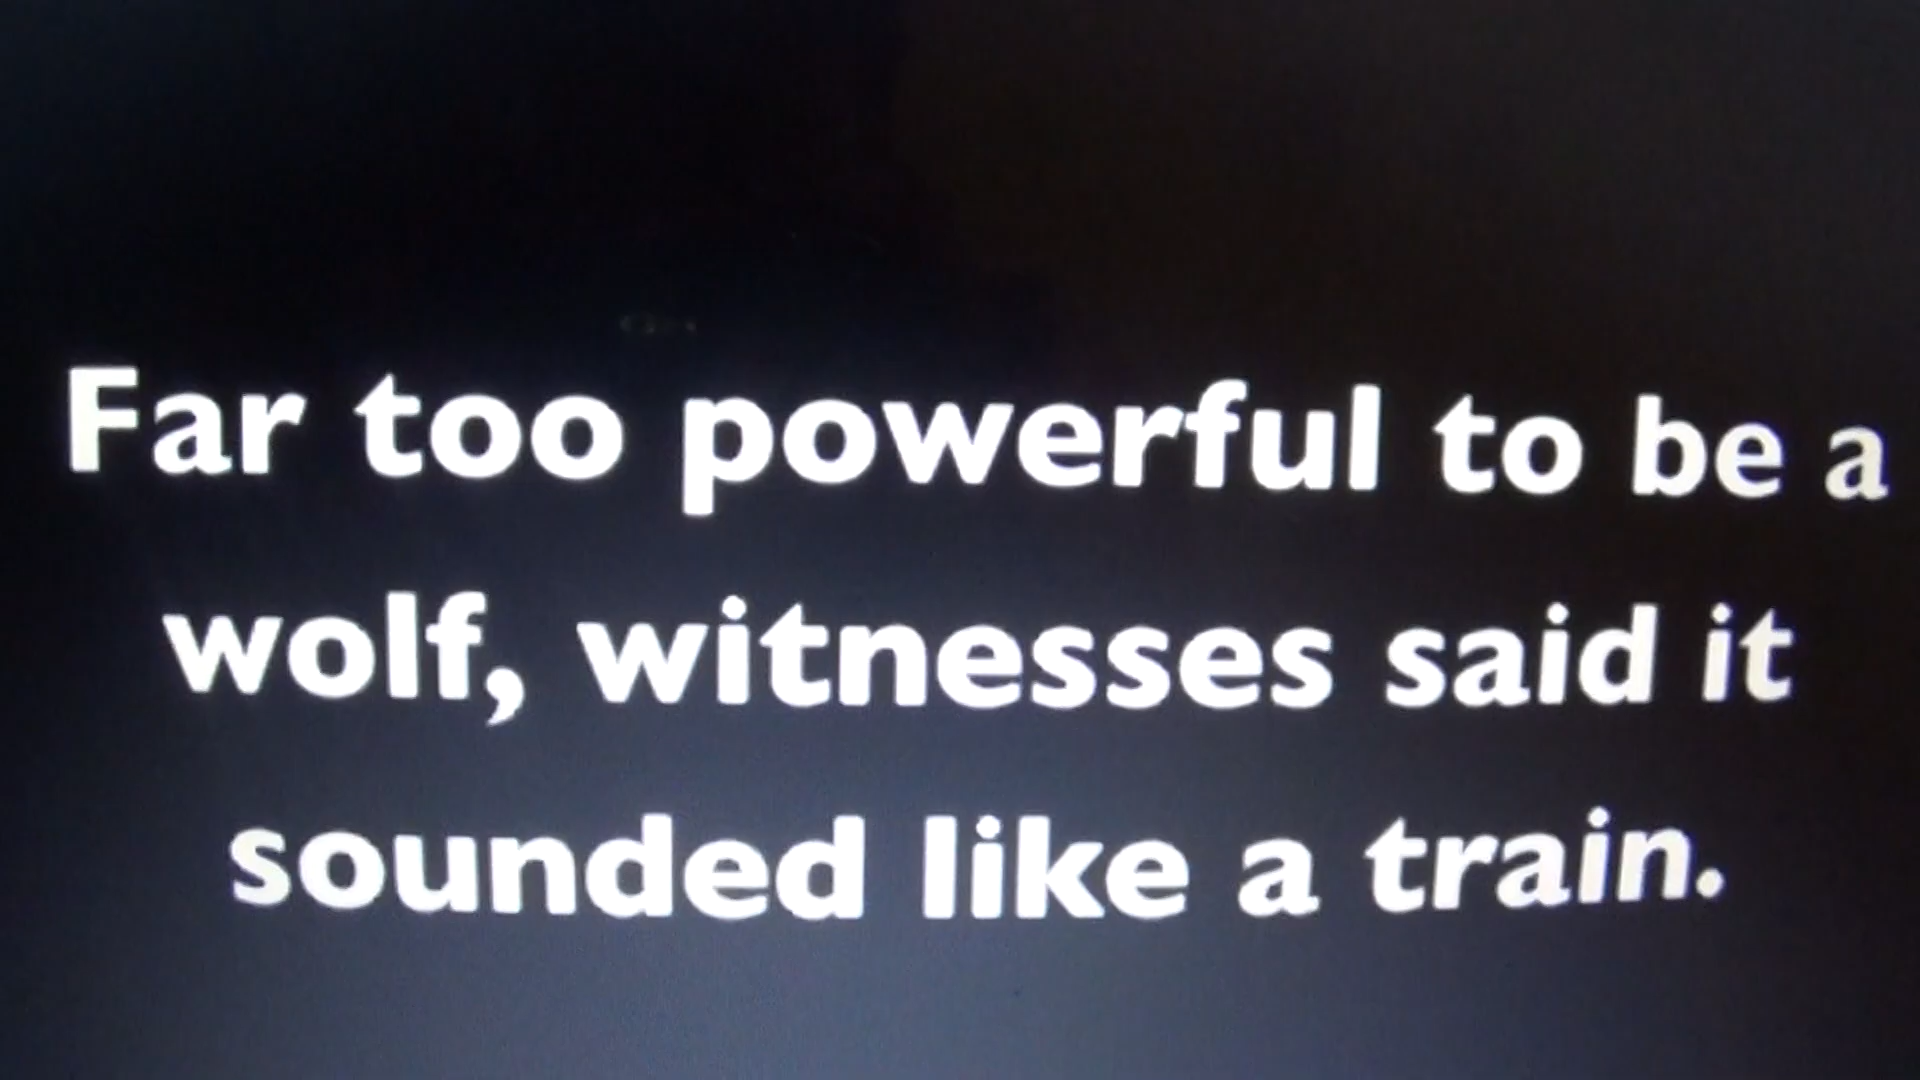 Far too powerful to be a
wolf, witnesses said it
sounded like a train.